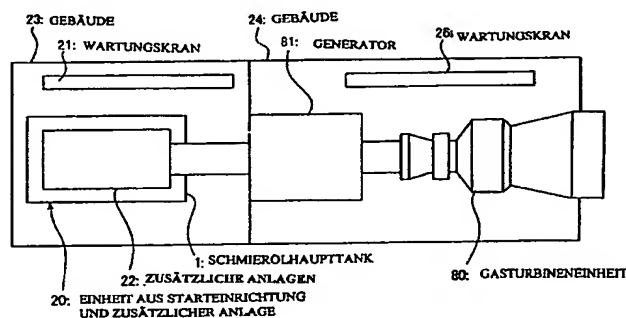 23: GEBÄUDE
24: GEBÄUDE
21: WARTUNGSKRAN
81: GENERATOR
26: WARTUNGSKRAN
1: SCHMIERÖLHAUPTTANK
22: ZUSÄTZLICHE ANLAGEN
80: GASTURBINENEINHEIT
20: EINHEIT AUS STARTEINRICHTUNG
UND ZUSÄTZLICHER ANLAGE